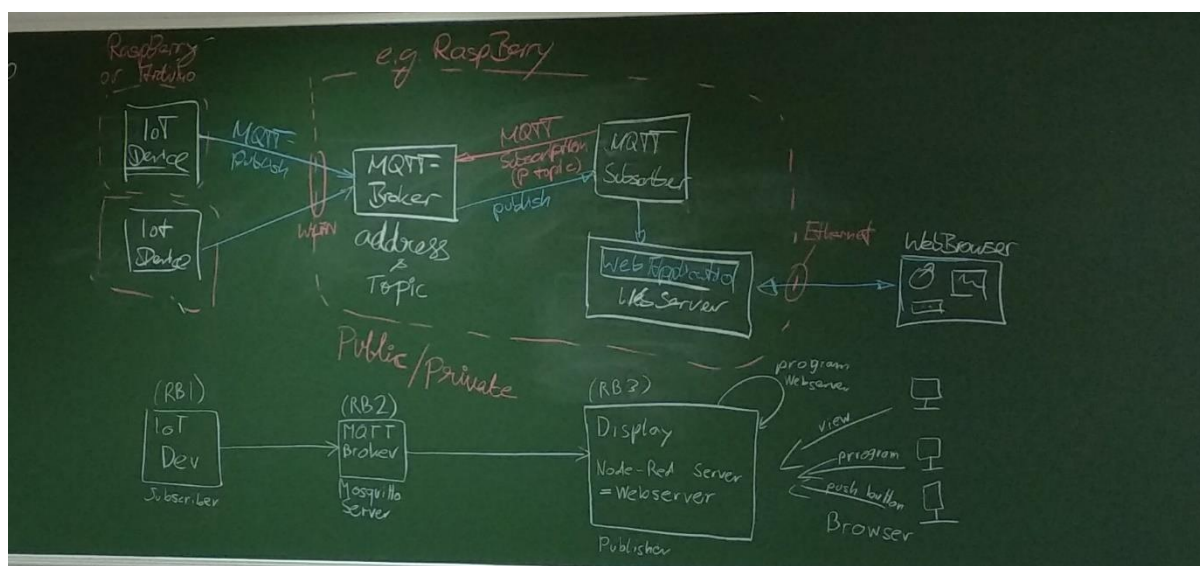 RaspBerry
or Arduino
e.g. RaspBerry
IoT
Device
MQTT-
publish
WLAN
MQTT-
Broker
address
&
Topic
MQTT
Subscription
(P topic)
publish
MQTT
Subscriber
IoT
Device
Web Application
Web Server
Ethernet
WebBrowser
Public/Private
(RB1)
IoT
Dev
Subscriber
(RB2)
MQTT
Broker
Mosquitto
Server
(RB3)
Display
Node-Red Server
=Webserver
Publisher
program
Webserver
view
program
push button
Browser